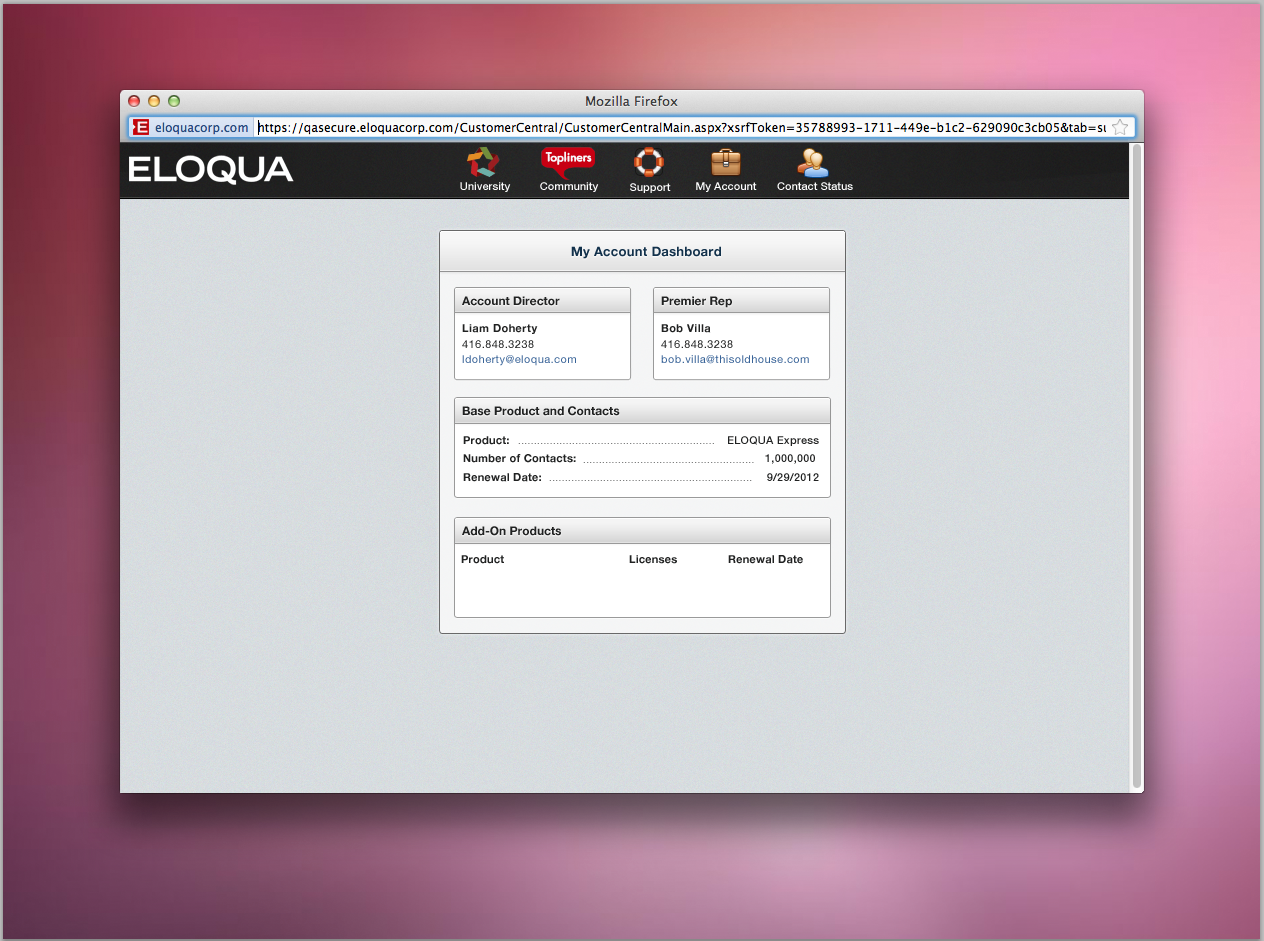 Mozilla Firefox
eloquacorp.com https://qasecure.eloquacorp.com/CustomerCentral/CustomerCentralMain.aspx?xsrfToken=35788993-1711-449e-b1c2-629090c3cb05&tab=su
ELOQUA
Topliners
University Community Support My Account Contact Status
My Account Dashboard
Account Director
Liam Doherty
416.848.3238
ldoherty@eloqua.com
Premier Rep
Bob Villa
416.848.3238
bob.villa@thisoldhouse.com
Base Product and Contacts
Product: ELOQUA Express
Number of Contacts: 1,000,000
Renewal Date: 9/29/2012
Add-On Products
Product Licenses Renewal Date